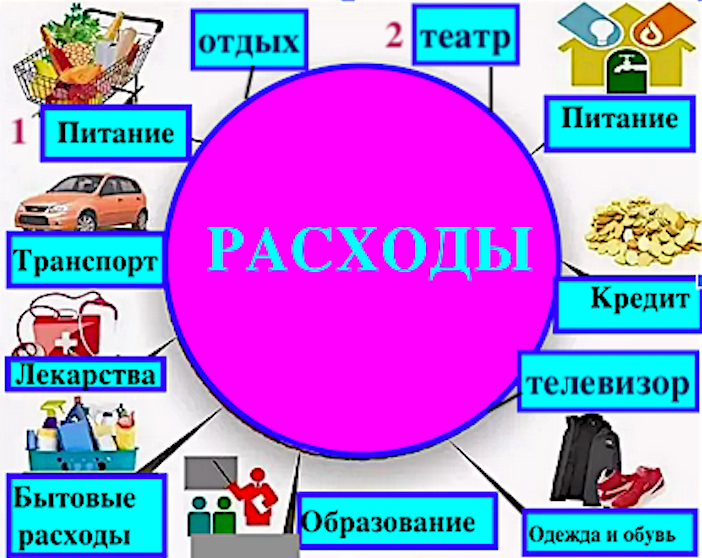 отдых
2 театр
1 Питание
Питание
РАСХОДЫ
Транспорт
Кредит
Лекарства
телевизор
Бытовые
расходы
Образование
Одежда и обувь